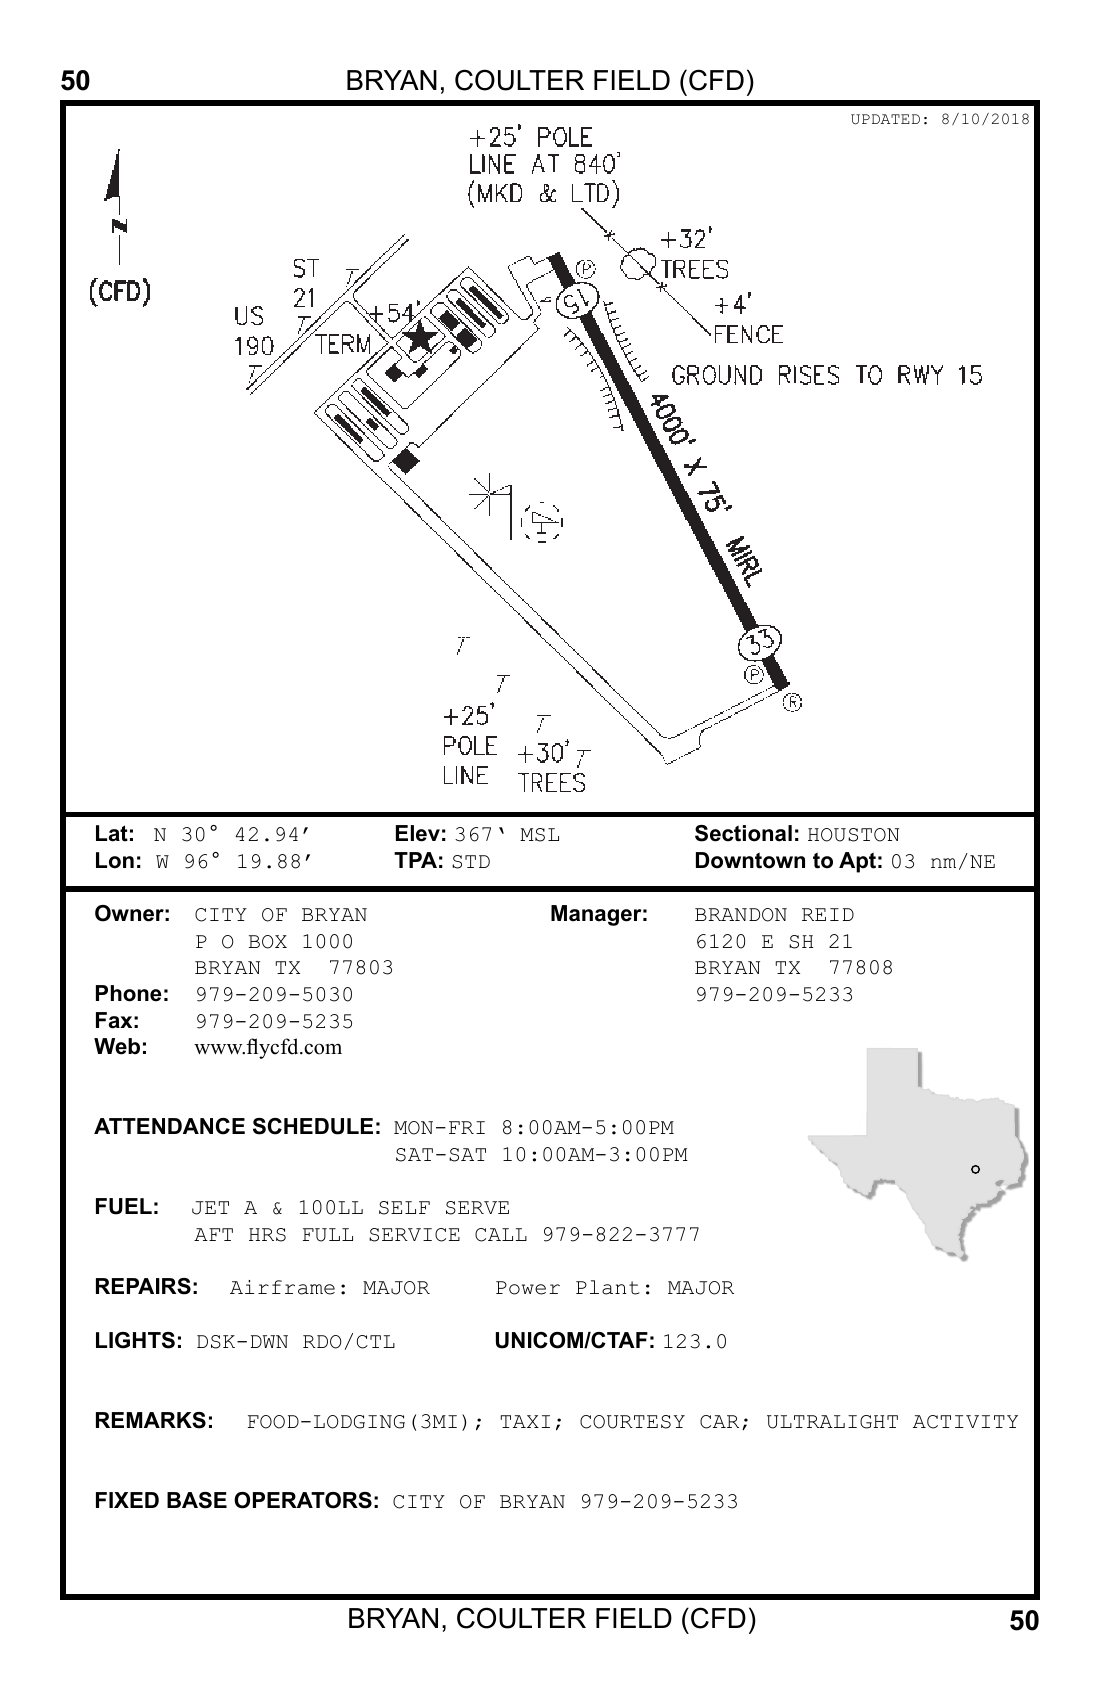 50 BRYAN, COULTER FIELD (CFD)
UPDATED: 8/10/2018
+25' POLE
LINE AT 840'
(MKD & LTD)
N
(CFD)
+32'
TREES
P
ST
21
15
+4'
FENCE
US
190
+54'
TERM
GROUND RISES TO RWY 15
4000' X 75' MIRL
33
P
R
+25'
POLE
LINE
+30'
TREES
Lat: N 30° 42.94′ Elev: 367‘ MSL Sectional: HOUSTON
Lon: W 96° 19.88′ TPA: STD Downtown to Apt: 03 nm/NE
Owner: CITY OF BRYAN Manager: BRANDON REID
P O BOX 1000 6120 E SH 21
BRYAN TX 77803 BRYAN TX 77808
Phone: 979-209-5030 979-209-5233
Fax: 979-209-5235
Web: www.flycfd.com
ATTENDANCE SCHEDULE: MON-FRI 8:00AM-5:00PM
SAT-SAT 10:00AM-3:00PM
FUEL: JET A & 100LL SELF SERVE
AFT HRS FULL SERVICE CALL 979-822-3777
REPAIRS: Airframe: MAJOR Power Plant: MAJOR
LIGHTS: DSK-DWN RDO/CTL UNICOM/CTAF: 123.0
REMARKS: FOOD-LODGING(3MI); TAXI; COURTESY CAR; ULTRALIGHT ACTIVITY
FIXED BASE OPERATORS: CITY OF BRYAN 979-209-5233
BRYAN, COULTER FIELD (CFD) 50